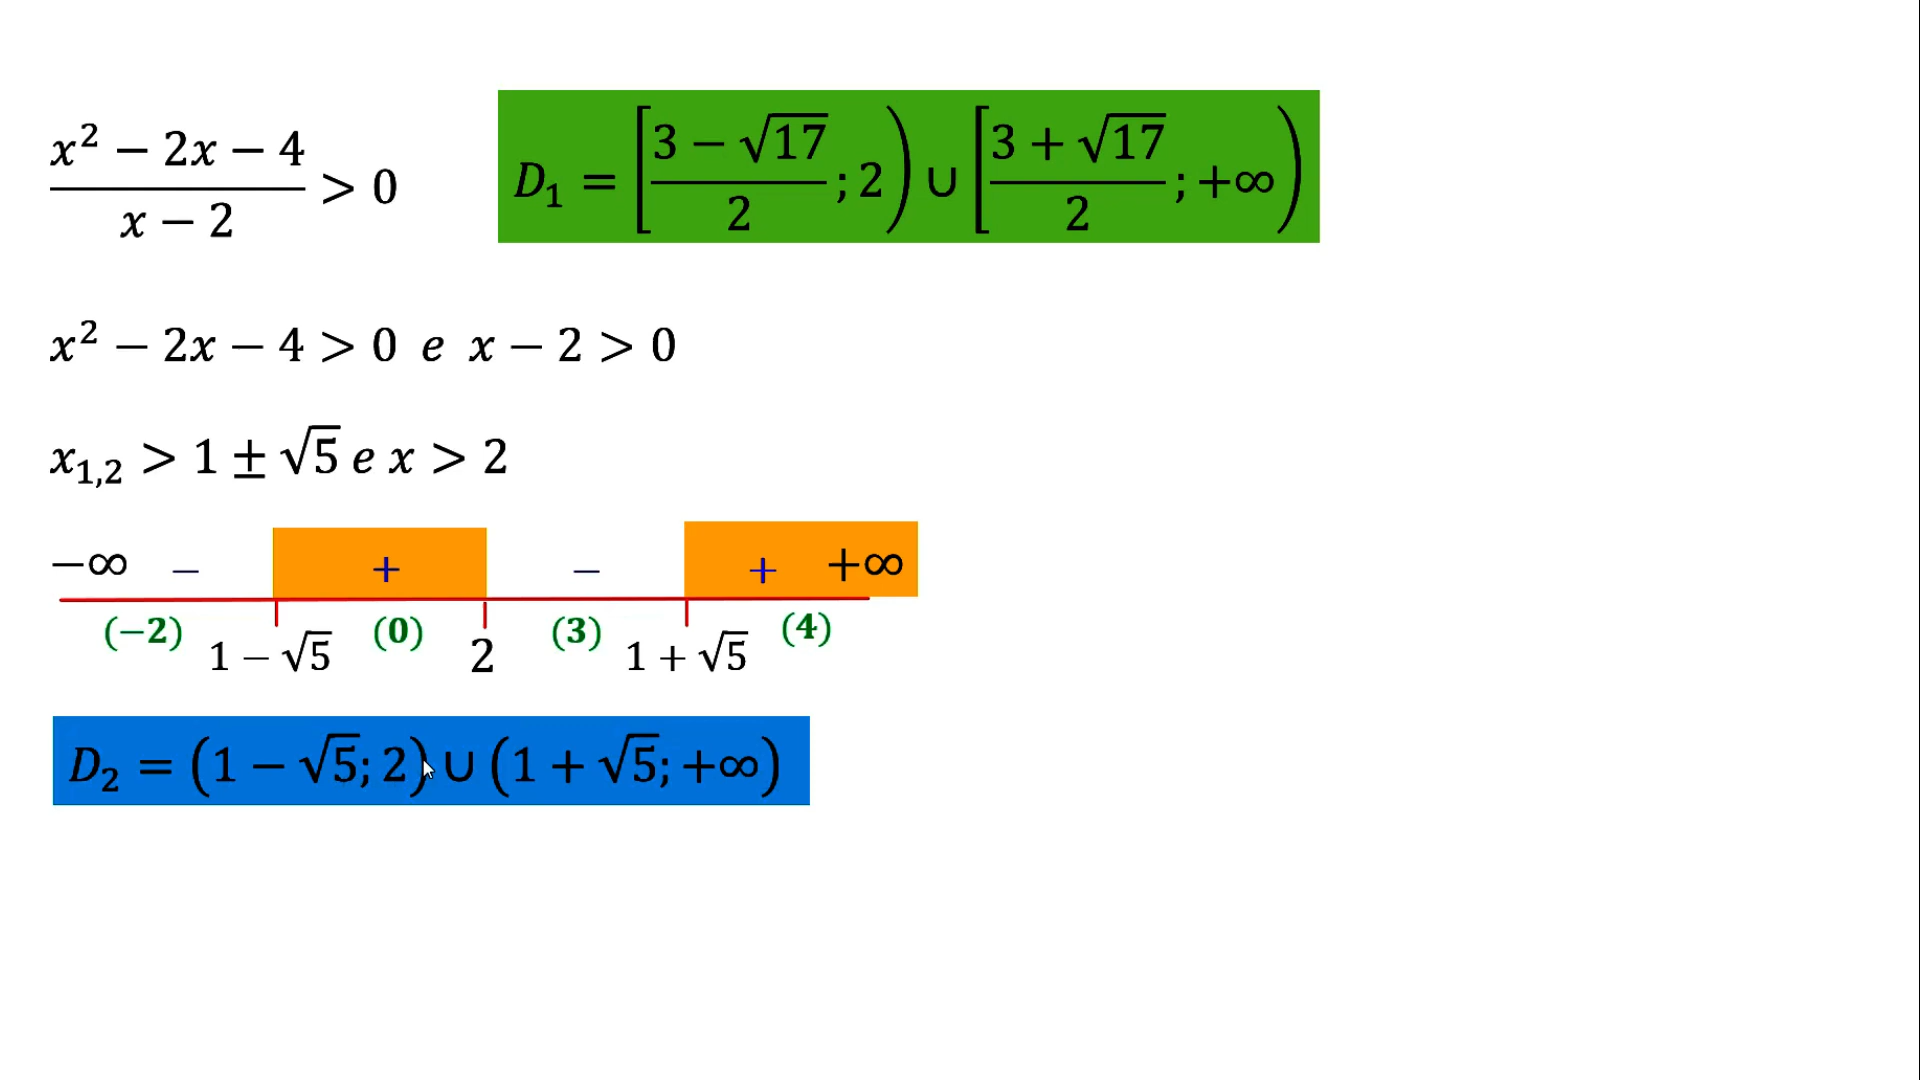 (x² − 2x − 4)/(x − 2) > 0
D₁ = [(3 − √17)/2 ; 2) ∪ [(3 + √17)/2 ; +∞)
x² − 2x − 4 > 0 e x − 2 > 0
x₁,₂ > 1 ± √5 e x > 2
−∞ − + − + +∞
(−2) (0) (3) (4)
1 − √5 2 1 + √5
D₂ = (1 − √5; 2) ∪ (1 + √5; +∞)